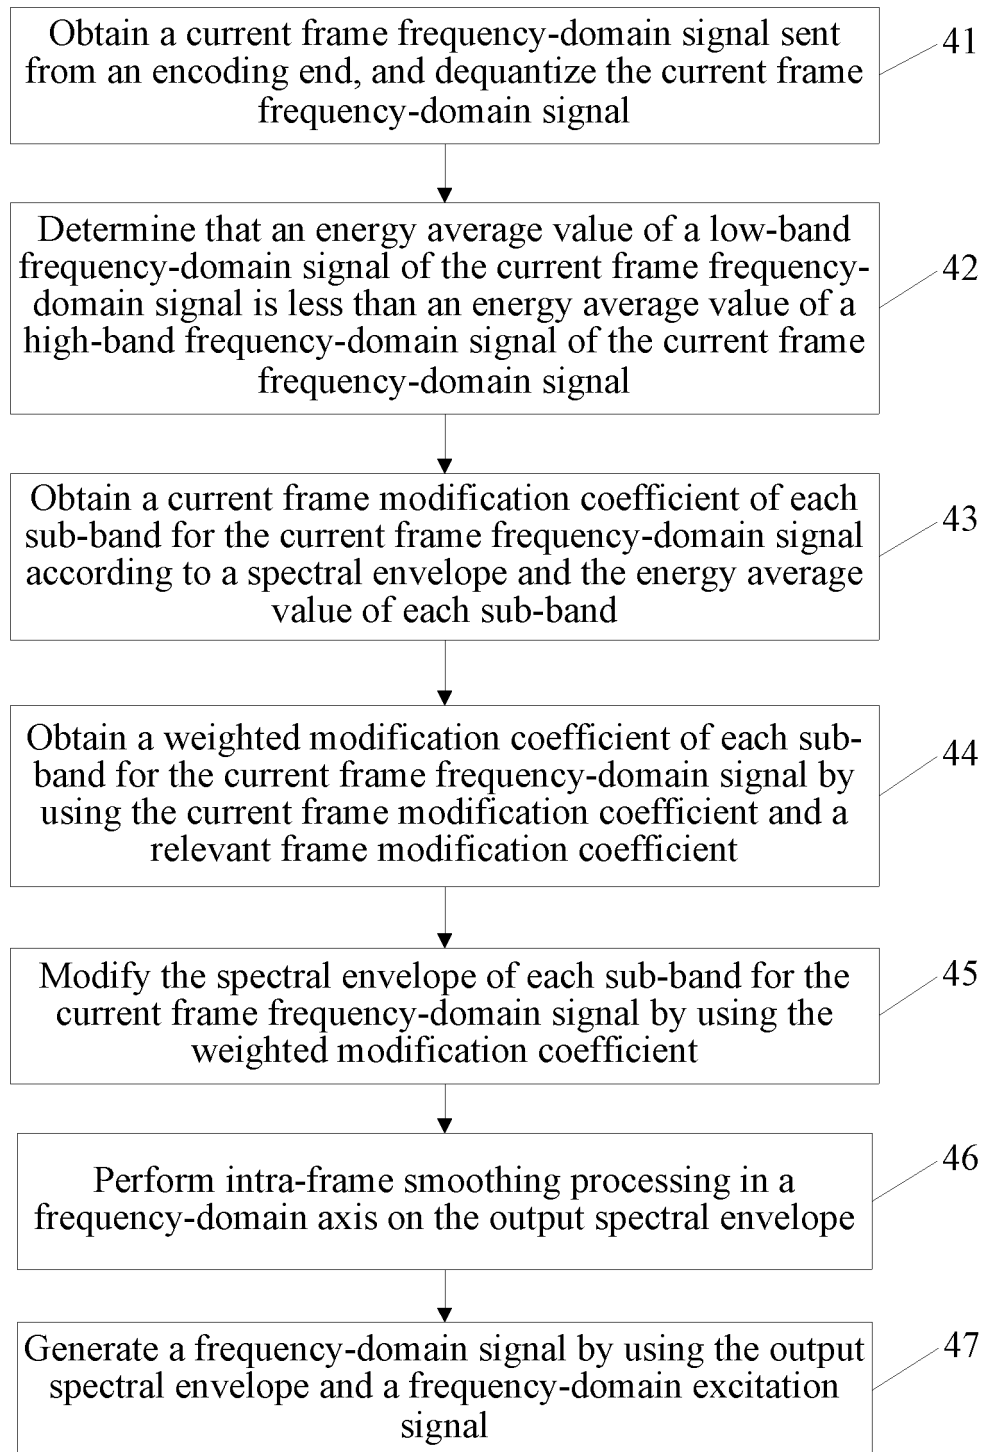 Obtain a current frame frequency-domain signal sent
from an encoding end, and dequantize the current frame
frequency-domain signal
41
Determine that an energy average value of a low-band
frequency-domain signal of the current frame frequency-
domain signal is less than an energy average value of a
high-band frequency-domain signal of the current frame
frequency-domain signal
42
Obtain a current frame modification coefficient of each
sub-band for the current frame frequency-domain signal
according to a spectral envelope and the energy average
value of each sub-band
43
Obtain a weighted modification coefficient of each sub-
band for the current frame frequency-domain signal by
using the current frame modification coefficient and a
relevant frame modification coefficient
44
Modify the spectral envelope of each sub-band for the
current frame frequency-domain signal by using the
weighted modification coefficient
45
Perform intra-frame smoothing processing in a
frequency-domain axis on the output spectral envelope
46
Generate a frequency-domain signal by using the output
spectral envelope and a frequency-domain excitation
signal
47